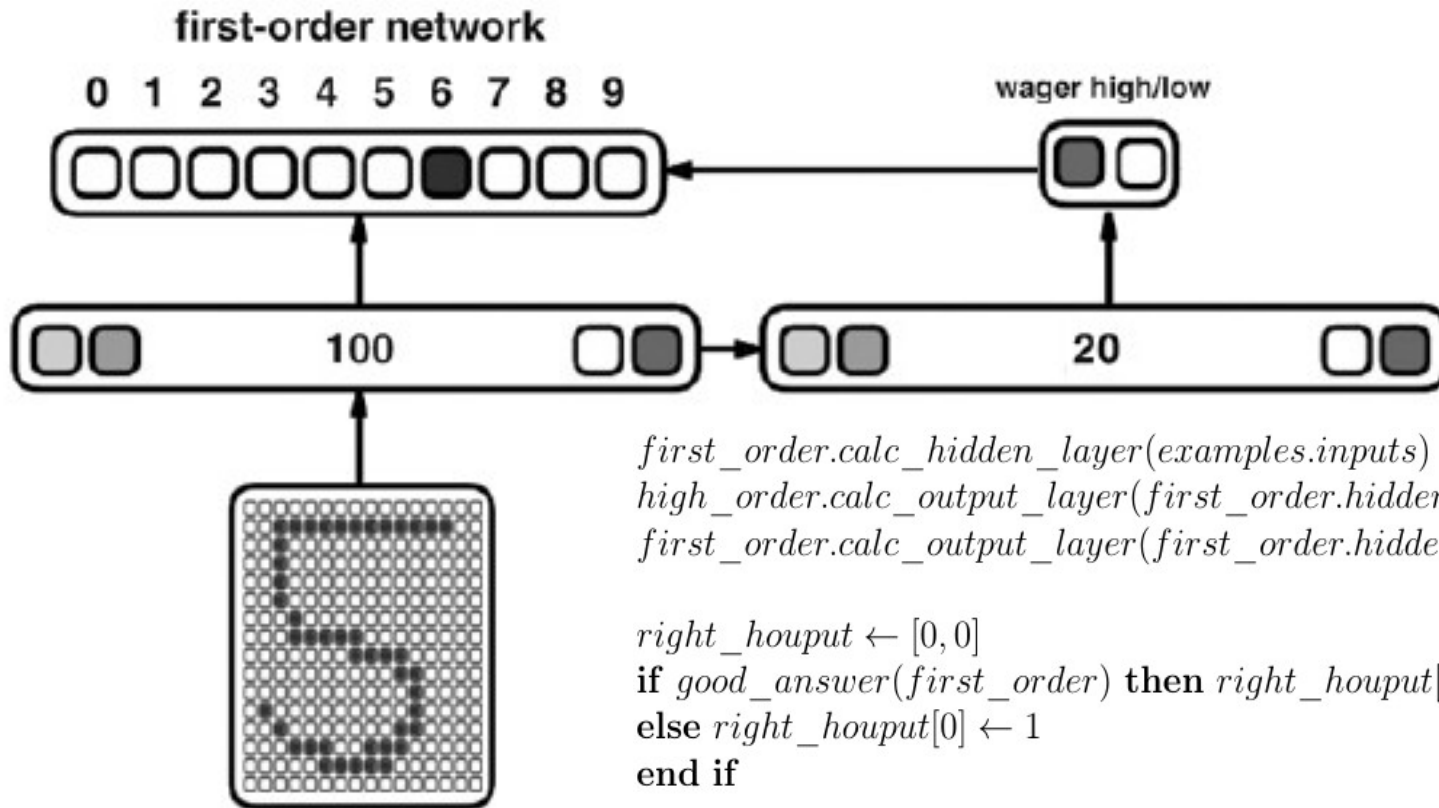 first-order network
0 1 2 3 4 5 6 7 8 9
wager high/low
100
20
first_order.calc_hidden_layer(examples.inputs)
high_order.calc_output_layer(first_order.hidden
first_order.calc_output_layer(first_order.hidde
right_houput ← [0, 0]
if good_answer(first_order) then right_houput[
else right_houput[0] ← 1
end if